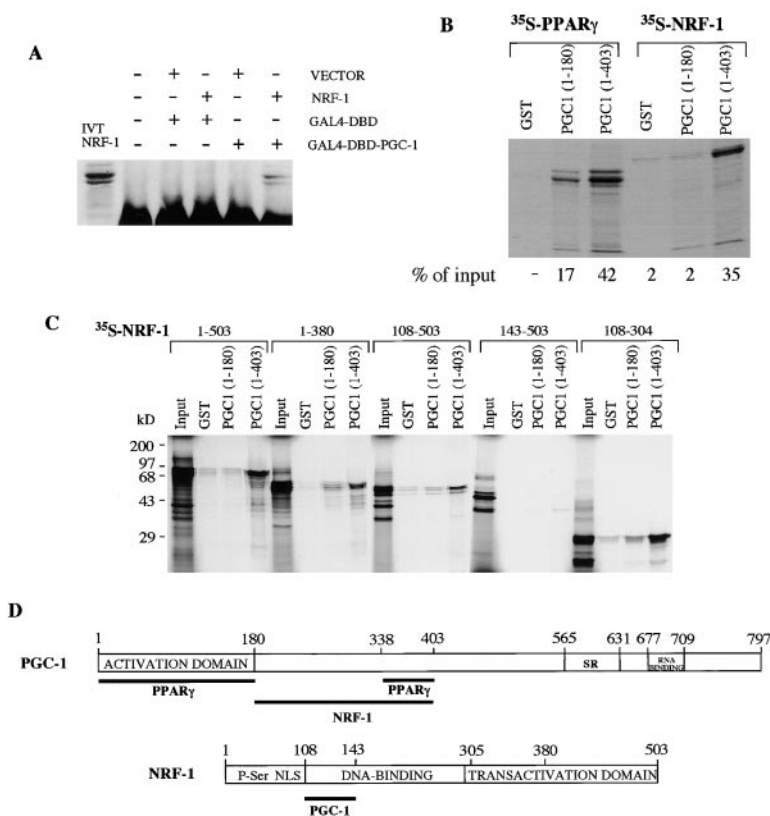 A
- + - + - VECTOR
- - + - + NRF-1
- + + - - GAL4-DBD
- - - + + GAL4-DBD-PGC-1
IVT
NRF-1
B
35S-PPARγ 35S-NRF-1
GST PGC1 (1-180) PGC1 (1-403) GST PGC1 (1-180) PGC1 (1-403)
% of input - 17 42 2 2 35
C
35S-NRF-1 1-503 1-380 108-503 143-503 108-304
Input GST PGC1 (1-180) PGC1 (1-403) Input GST PGC1 (1-180) PGC1 (1-403) Input GST PGC1 (1-180) PGC1 (1-403) Input GST PGC1 (1-180) PGC1 (1-403) Input GST PGC1 (1-180) PGC1 (1-403)
kD
200
97
68
43
29
D
1 180 338 403 565 631 677 709 797
PGC-1 ACTIVATION DOMAIN SR RNA BINDING
PPARγ PPARγ
NRF-1
1 108 143 305 380 503
NRF-1 P-Ser NLS DNA-BINDING TRANSACTIVATION DOMAIN
PGC-1